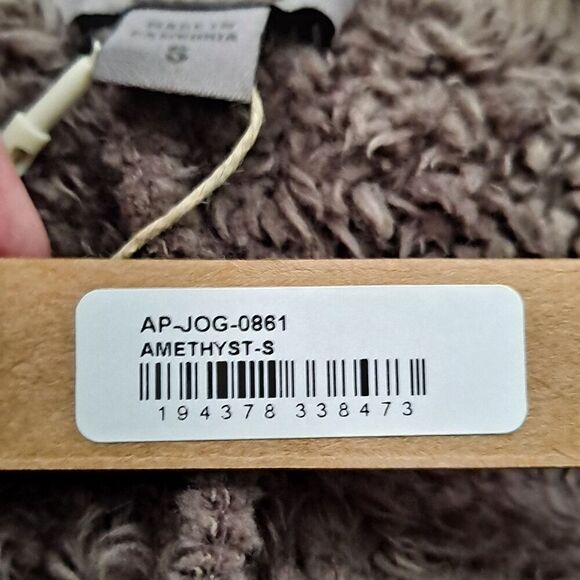 MADE IN
CAMBODIA
S
AP-JOG-0861
AMETHYST-S
194378 338473